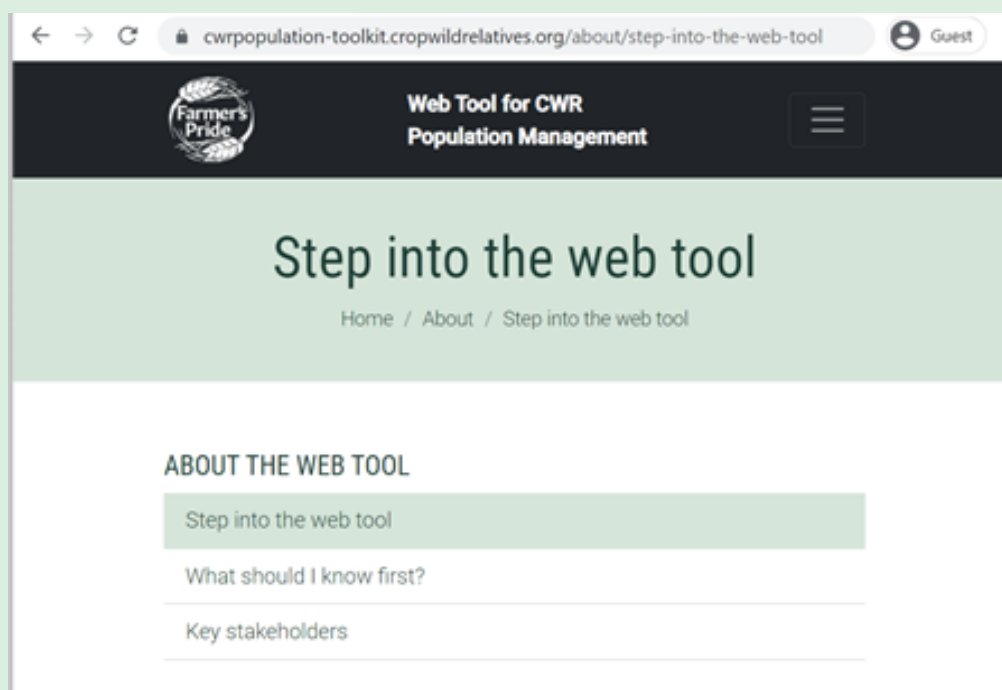 cwrpopulation-toolkit.cropwildrelatives.org/about/step-into-the-web-tool
Guest
Farmer's
Pride
Web Tool for CWR
Population Management
Step into the web tool
Home / About / Step into the web tool
ABOUT THE WEB TOOL
Step into the web tool
What should I know first?
Key stakeholders